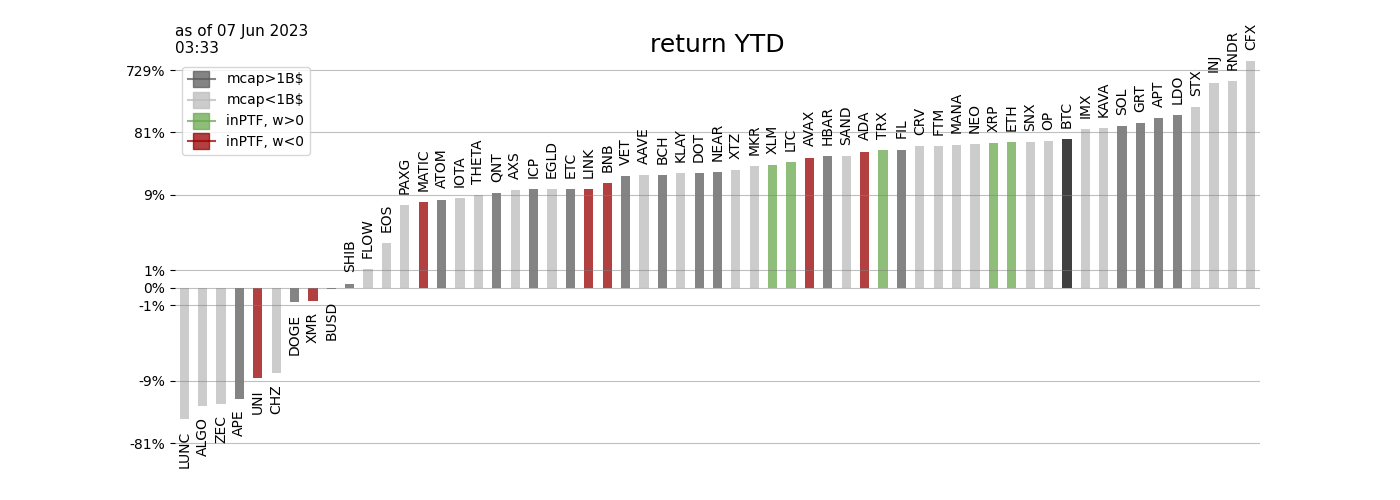 as of 07 Jun 2023
03:33
return YTD
mcap>1B$
mcap<1B$
inPTF, w>0
inPTF, w<0
729%
81%
9%
1%
0%
-1%
-9%
-81%
LUNC
ALGO
ZEC
APE
UNI
CHZ
DOGE
XMR
BUSD
SHIB
FLOW
EOS
PAXG
MATIC
ATOM
IOTA
THETA
QNT
AXS
ICP
EGLD
ETC
LINK
BNB
VET
AAVE
BCH
KLAY
DOT
NEAR
XTZ
MKR
XLM
LTC
AVAX
HBAR
SAND
ADA
TRX
FIL
CRV
FTM
MANA
NEO
XRP
ETH
SNX
OP
BTC
IMX
KAVA
SOL
GRT
APT
LDO
STX
INJ
RNDR
CFX